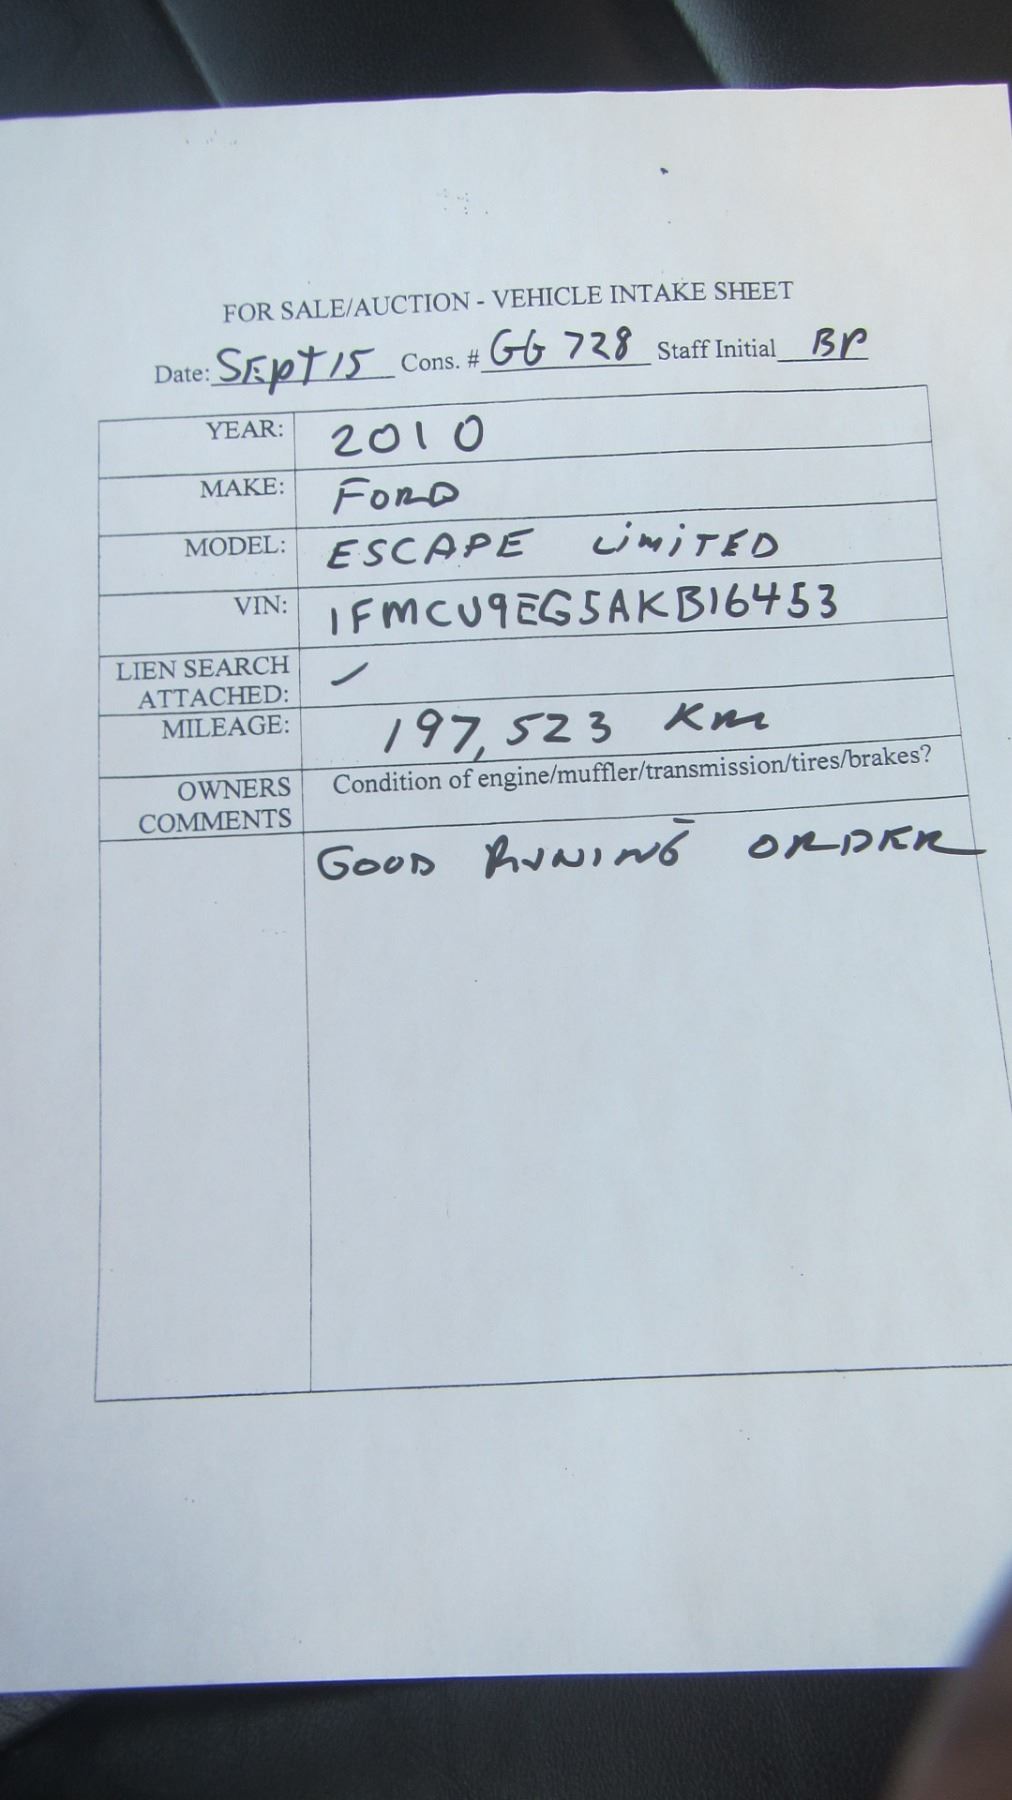 FOR SALE/AUCTION - VEHICLE INTAKE SHEET
Date: SEPT 15 Cons. # GG 728 Staff Initial BP
YEAR: 2010
MAKE: FORD
MODEL: ESCAPE LiMiTED
VIN: 1FMCU9EG5AKB16453
LIEN SEARCH
ATTACHED:
MILEAGE: 197,523 Km
OWNERS Condition of engine/muffler/transmission/tires/brakes?
COMMENTS
GOOD RUNING ORDER